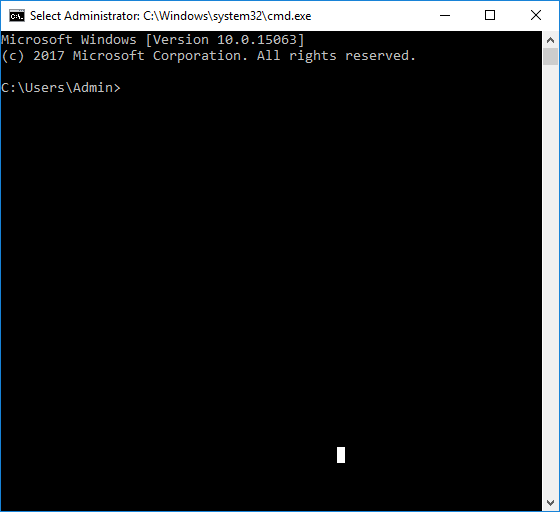 Select Administrator: C:\Windows\system32\cmd.exe
Microsoft Windows [Version 10.0.15063]
(c) 2017 Microsoft Corporation. All rights reserved.
C:\Users\Admin>